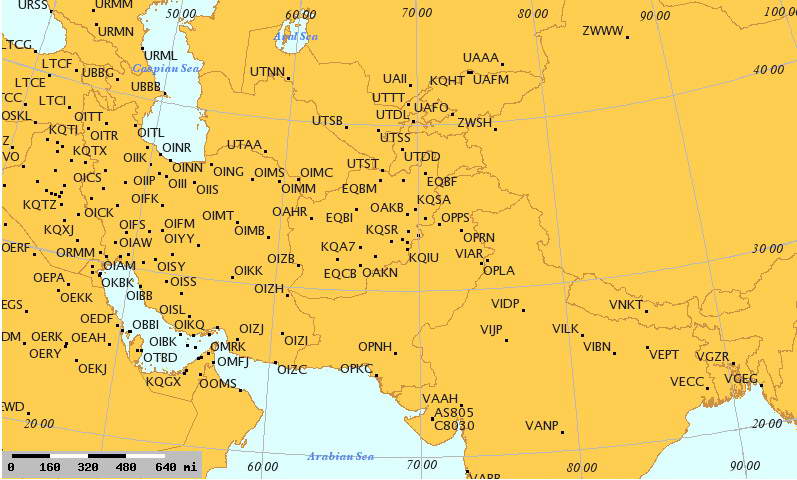 URSS
URMM
50 00
60 00
70 00
80 00
90 00
100 00
URMN
ZWWW
LTCG
Aral Sea
URML
LTCF
Caspian Sea
UAAA
40 00
UBBG
UTNN
UAII
KQHT
UAFM
LTCE
UBBB
TCC
LTCI
UTTT
UAFO
OSKL
OITT
UTDL
KQTL
OITR
OITL
UTSB
ZWSH
Z
UTSS
VO
KQTX
OIIK
OINR
UTAA
UTDD
OINN
OING
UTST
OICS
OIIP
OIII
OIIS
OIMS
OIMC
OIMM
EQBM
EQBF
KQTZ
OIFK
KQSA
OICK
OIMT
OAHR
EQBI
OAKB
OPPS
KQXJ
OIFS
OIFM
OIMB
KQSR
OPRN
OERF
OIAW
OIYY
KQA7
30 00
ORMM
OIZB
KQIU
VIAR
OIAM
OISY
OIKK
EQCB
OAKN
OPLA
OEPA
OKBK
OISS
OEKK
OIBB
OIZH
EGS
OISL
VIDP
VNKT
OEDF
OBBI
OIKQ
OIZJ
VIJP
VILK
DM
OERK
OEAH
OIBK
OIZI
OERY
OMRK
OPNH
VIBN
VEPT
OTBD
OMFJ
VGZR
OEKJ
KQGX
OIZC
OPKC
OOMS
VECC
VGEG
EWD
VAAH
AS805
C8030
20 00
VANP
20 00
Arabian Sea
0 160 320 480 640 mi
60 00
70 00
80 00
90 00